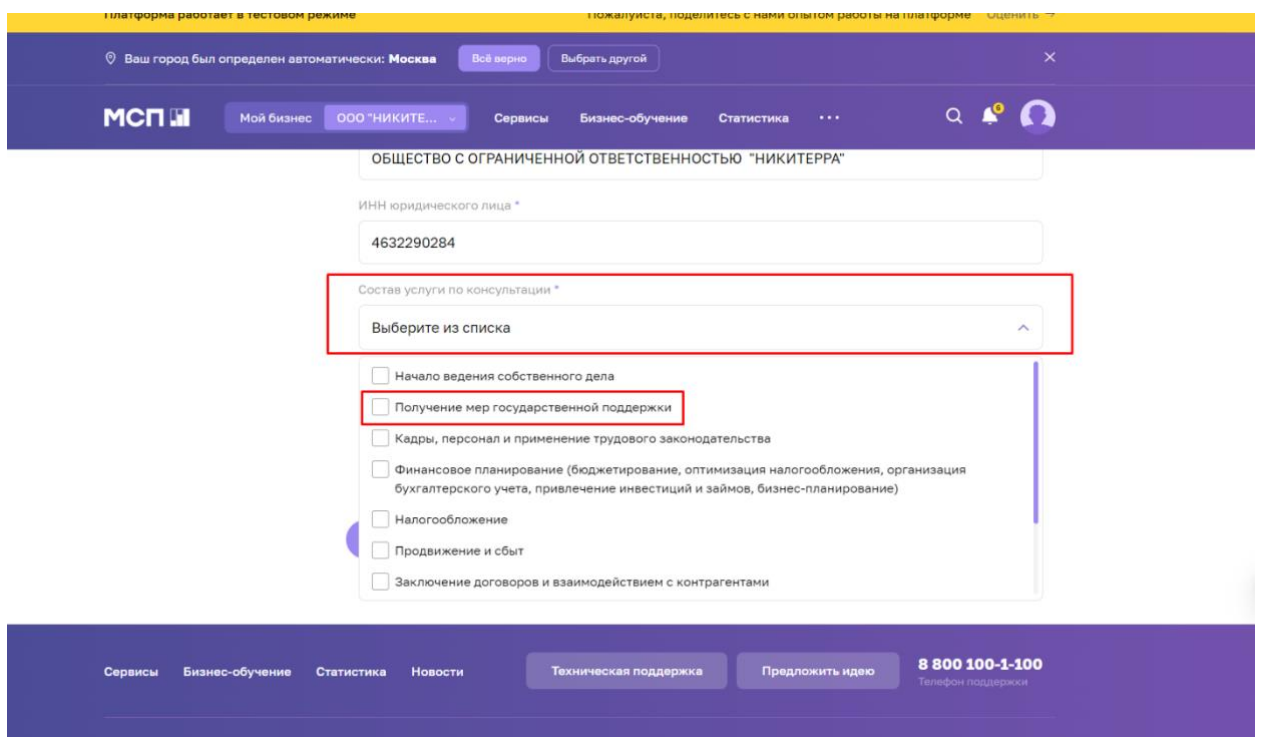 Платформа работает в тестовом режиме
Пожалуйста, поделитесь с нами опытом работы на платформе Оценить →
Ваш город был определен автоматически: Москва
Всё верно
Выбрать другой
МСП
Мой бизнес
ООО "НИКИТЕ...
Сервисы
Бизнес-обучение
Статистика
...
6
ОБЩЕСТВО С ОГРАНИЧЕННОЙ ОТВЕТСТВЕННОСТЬЮ "НИКИТЕРРА"
ИНН юридического лица *
4632290284
Состав услуги по консультации *
Выберите из списка
Начало ведения собственного дела
Получение мер государственной поддержки
Кадры, персонал и применение трудового законодательства
Финансовое планирование (бюджетирование, оптимизация налогообложения, организация
бухгалтерского учета, привлечение инвестиций и займов, бизнес-планирование)
Налогообложение
Продвижение и сбыт
Заключение договоров и взаимодействием с контрагентами
Сервисы
Бизнес-обучение
Статистика
Новости
Техническая поддержка
Предложить идею
8 800 100-1-100
Телефон поддержки